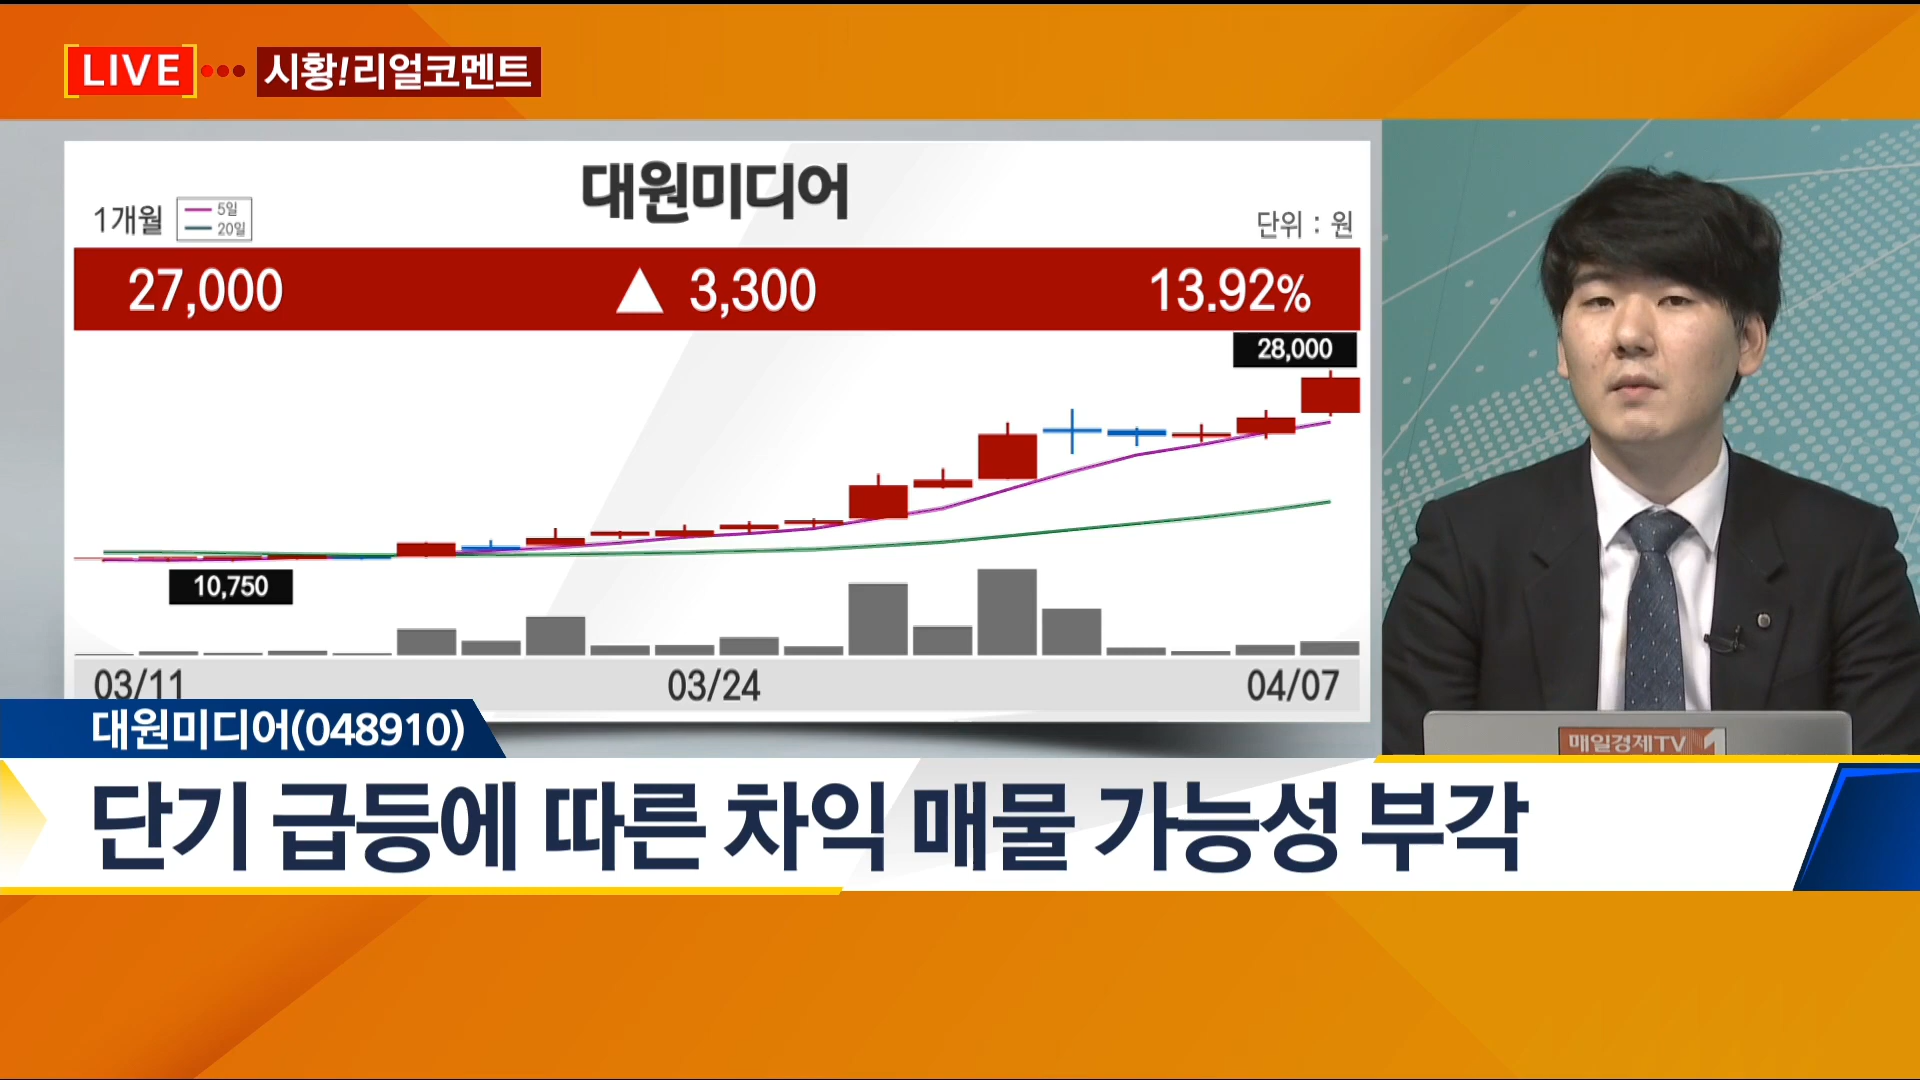 LIVE
시황!리얼코멘트
대원미디어
1개월
5일
20일
단위 : 원
27,000
▲ 3,300
13.92%
28,000
10,750
03/11
03/24
04/07
매일경제TV 1
대원미디어(048910)
단기 급등에 따른 차익 매물 가능성 부각